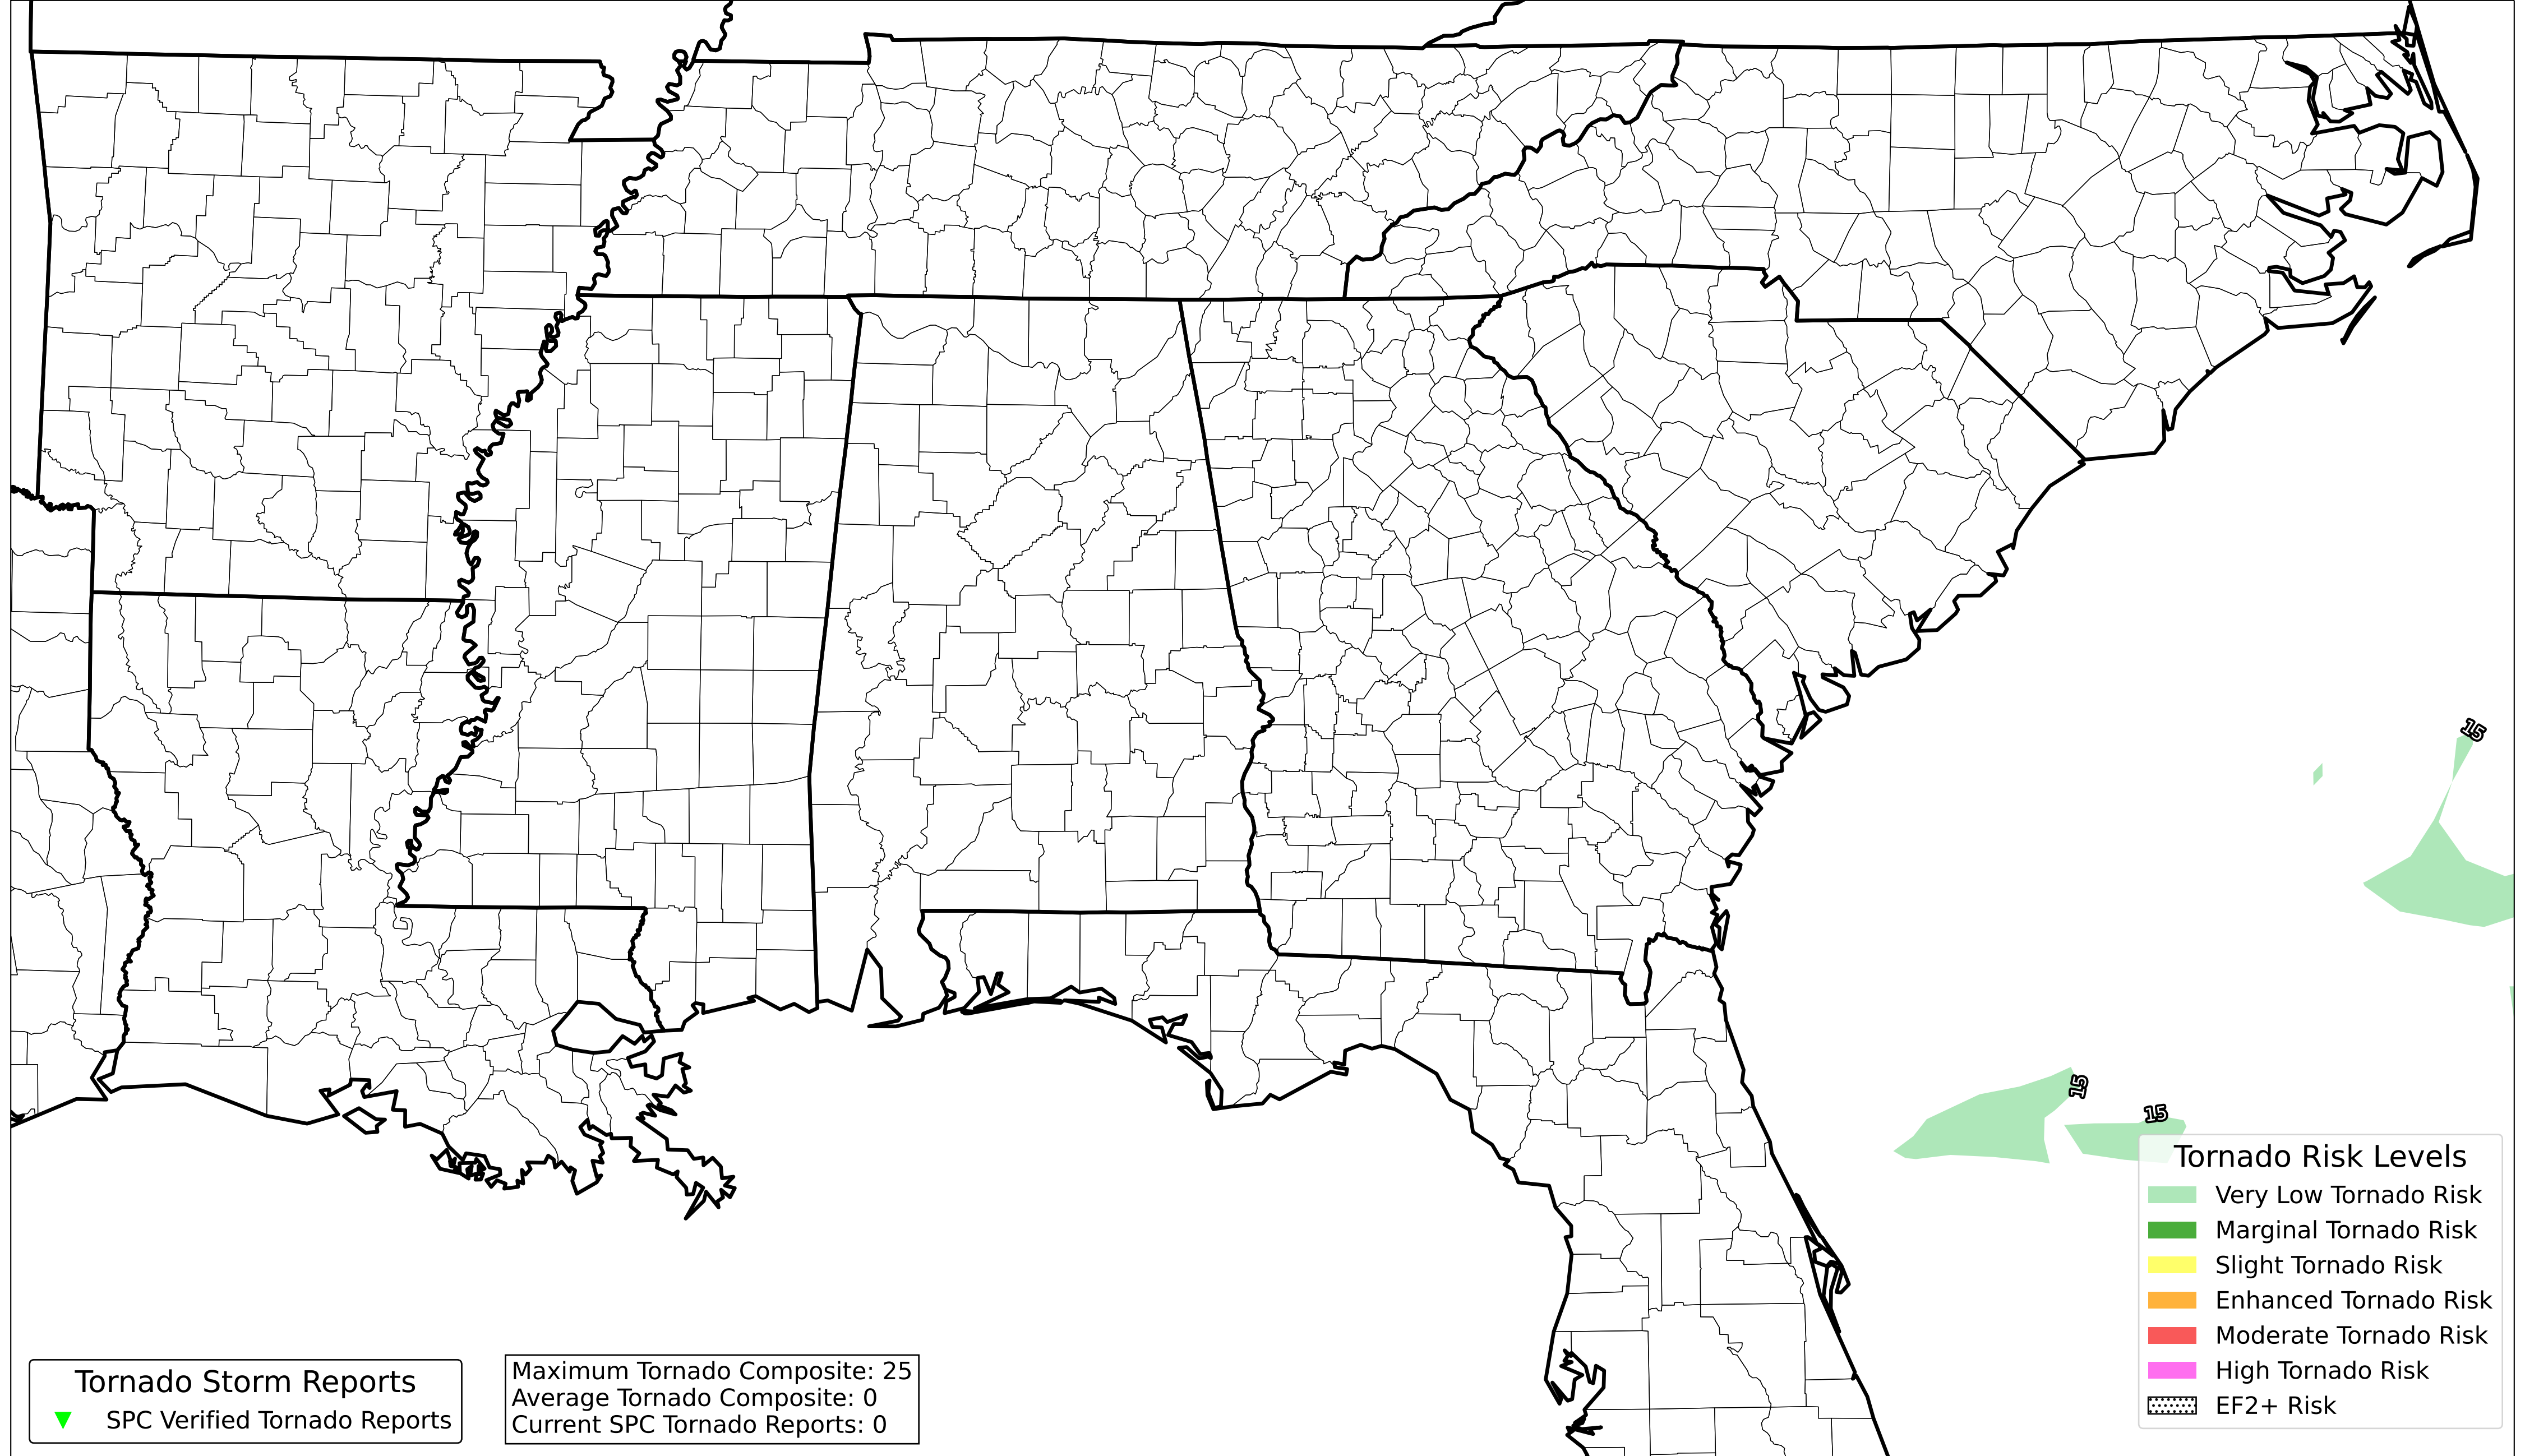 15
15
15
Tornado Risk Levels
Very Low Tornado Risk
Marginal Tornado Risk
Slight Tornado Risk
Enhanced Tornado Risk
Moderate Tornado Risk
High Tornado Risk
EF2+ Risk
Tornado Storm Reports
SPC Verified Tornado Reports
Maximum Tornado Composite: 25
Average Tornado Composite: 0
Current SPC Tornado Reports: 0